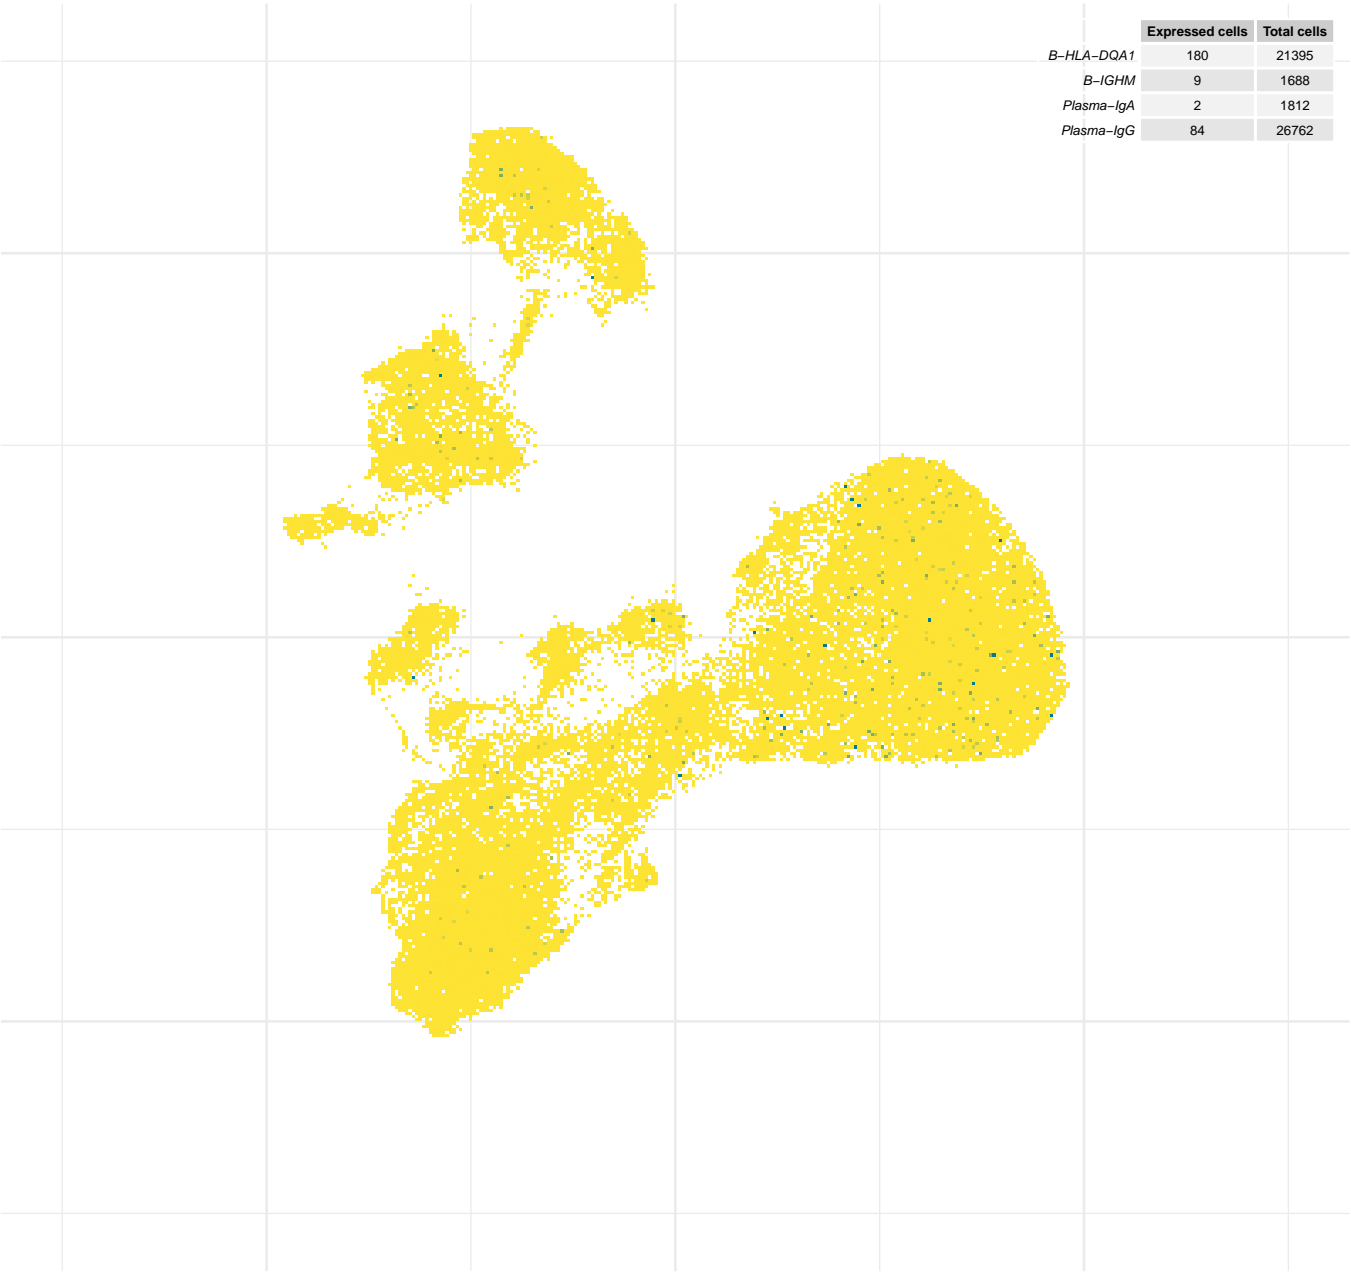 Expressed cells Total cells
B−HLA−DQA1 180 21395
B−IGHM 9 1688
Plasma−IgA 2 1812
Plasma−IgG 84 26762